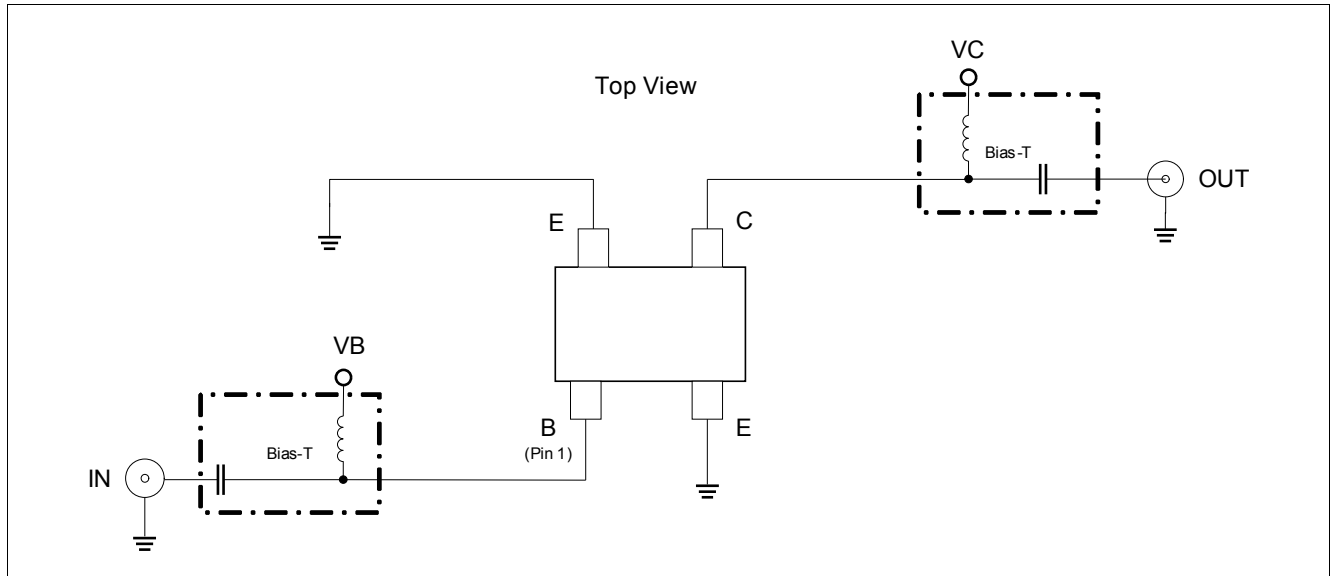 Top View
VC
Bias-T
OUT
E
C
VB
Bias-T
IN
B
(Pin 1)
E